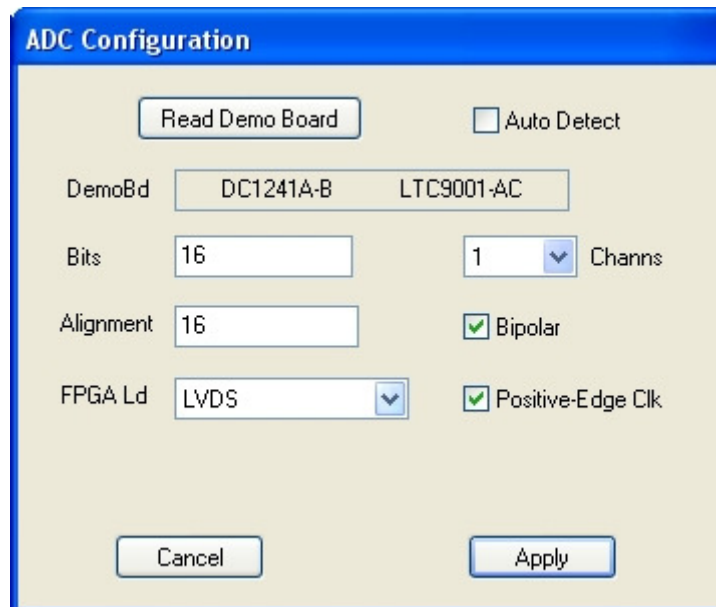 ADC Configuration
Read Demo Board Auto Detect
DemoBd DC1241A-B LTC9001-AC
Bits 16 1 Channs
Alignment 16 Bipolar
FPGA Ld LVDS Positive-Edge Clk
Cancel Apply